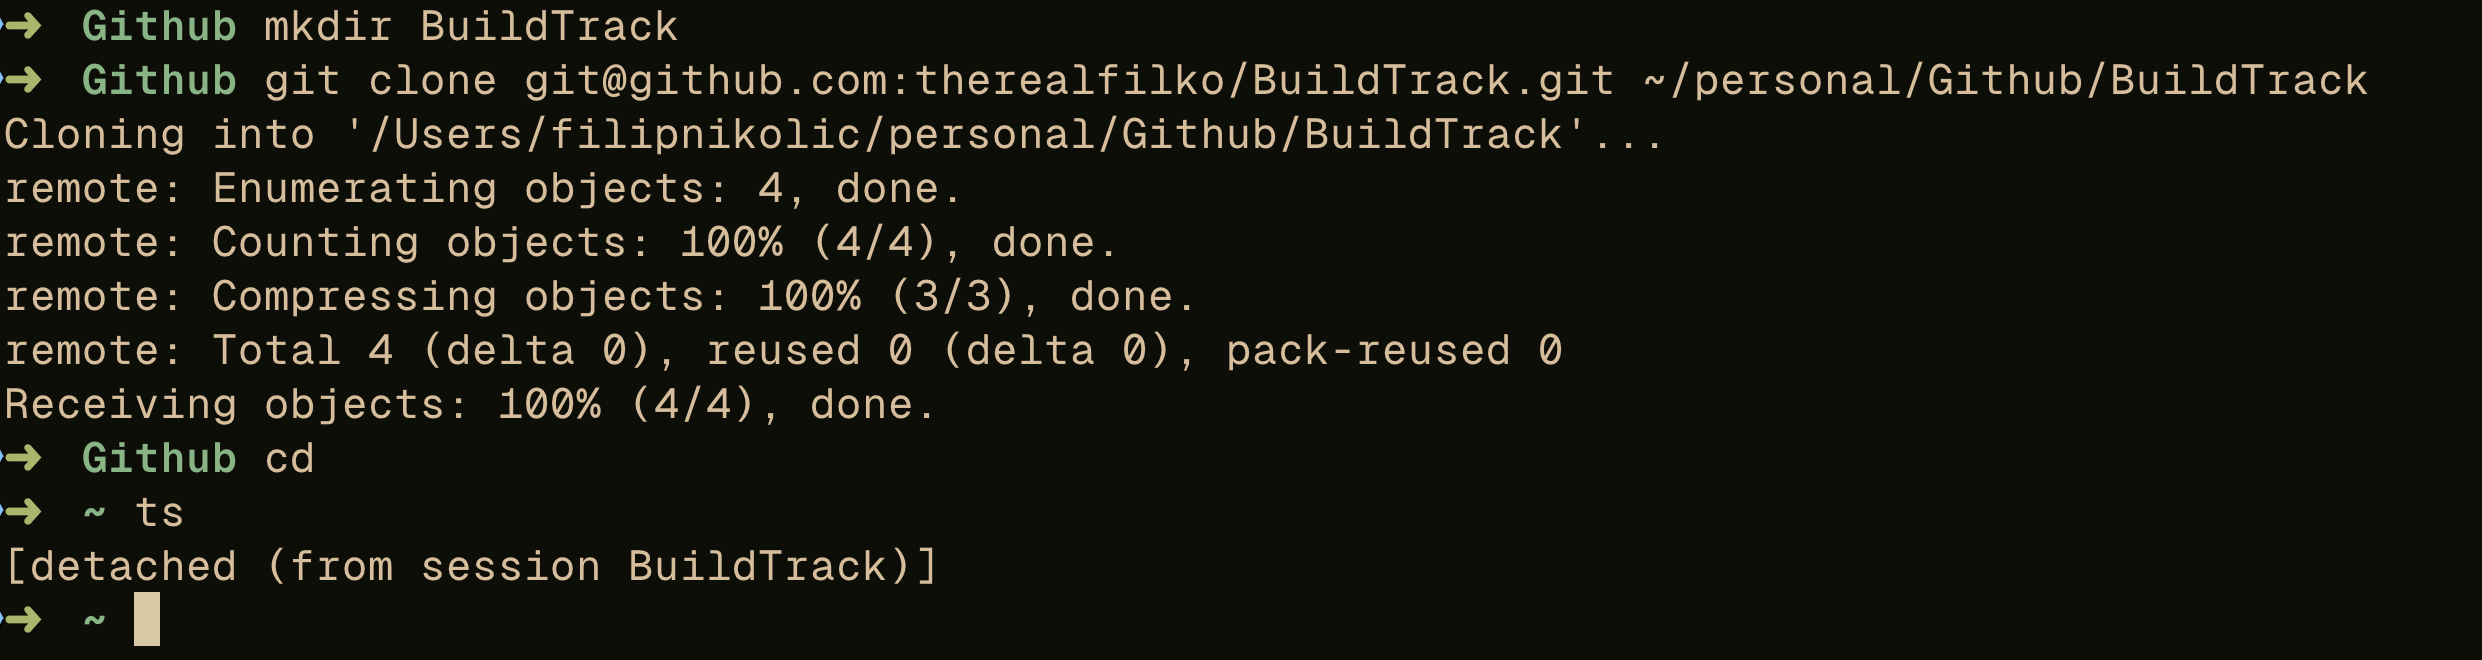 ➜ Github mkdir BuildTrack
➜ Github git clone git@github.com:therealfilko/BuildTrack.git ~/personal/Github/BuildTrack
Cloning into '/Users/filipnikolic/personal/Github/BuildTrack'...
remote: Enumerating objects: 4, done.
remote: Counting objects: 100% (4/4), done.
remote: Compressing objects: 100% (3/3), done.
remote: Total 4 (delta 0), reused 0 (delta 0), pack-reused 0
Receiving objects: 100% (4/4), done.
➜ Github cd
➜ ~ ts
[detached (from session BuildTrack)]
➜ ~